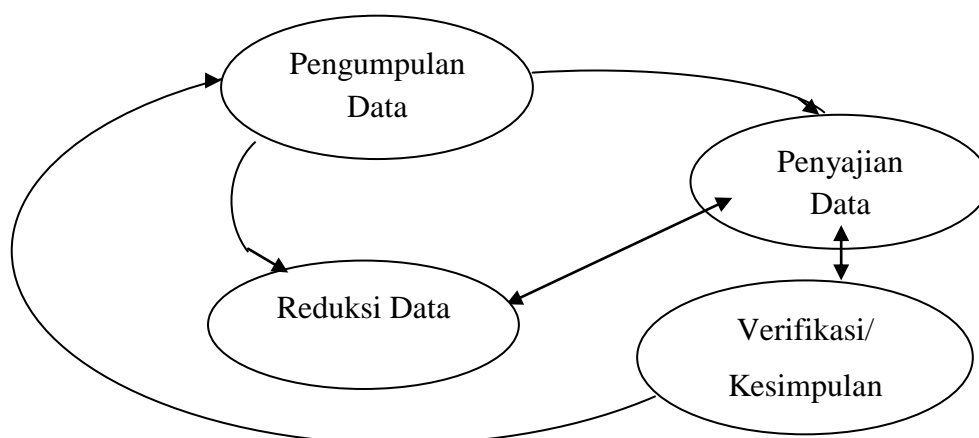 Pengumpulan
Data
Penyajian
Data
Reduksi Data
Verifikasi/
Kesimpulan